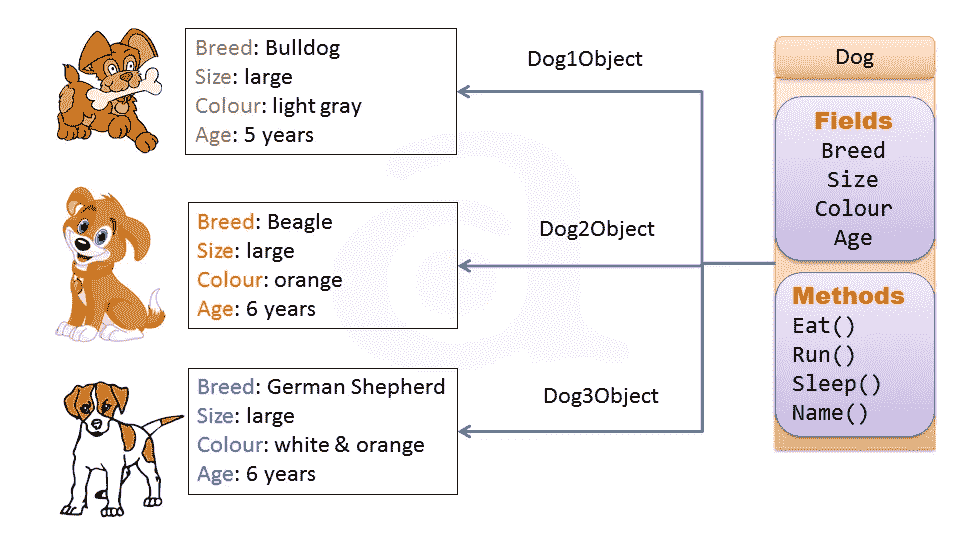 Breed: Bulldog
Size: large
Colour: light gray
Age: 5 years
Dog1Object
Breed: Beagle
Size: large
Colour: orange
Age: 6 years
Dog2Object
Breed: German Shepherd
Size: large
Colour: white & orange
Age: 6 years
Dog3Object
Dog
Fields
Breed
Size
Colour
Age
Methods
Eat()
Run()
Sleep()
Name()